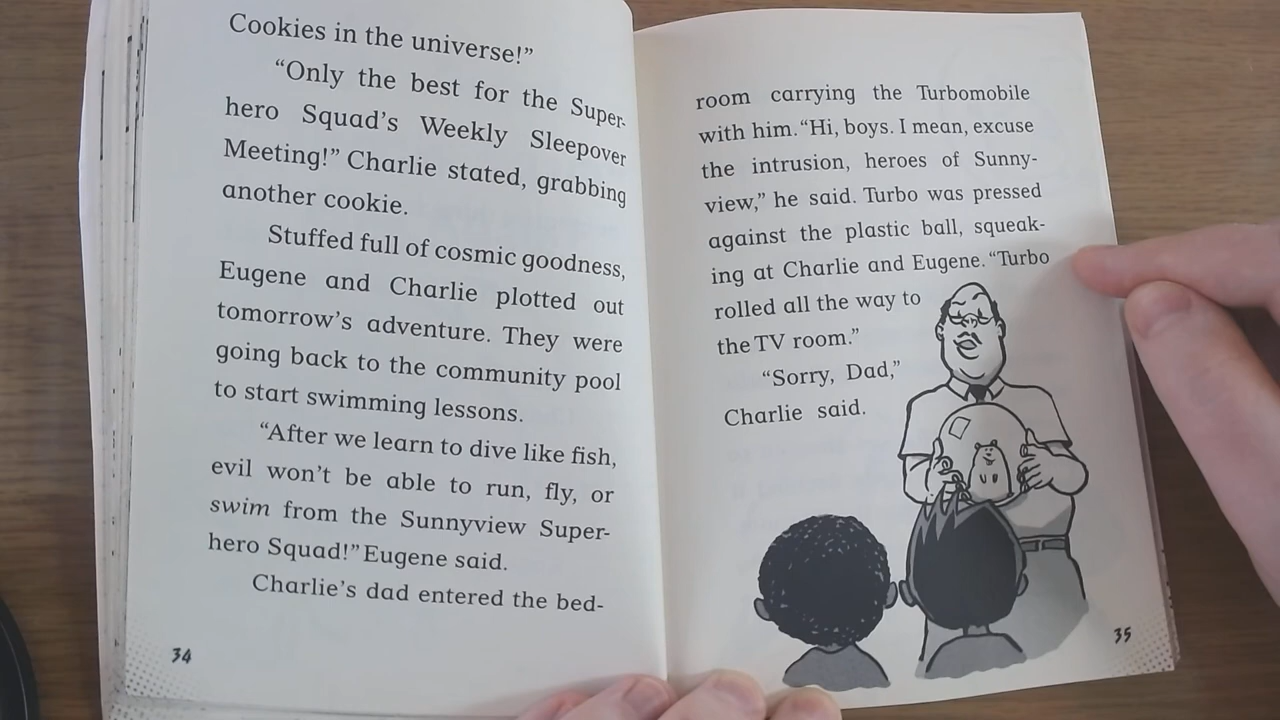 Cookies in the universe!”
“Only the best for the Super-
hero Squad’s Weekly Sleepover
Meeting!” Charlie stated, grabbing
another cookie.
Stuffed full of cosmic goodness,
Eugene and Charlie plotted out
tomorrow’s adventure. They were
going back to the community pool
to start swimming lessons.
“After we learn to dive like fish,
evil won’t be able to run, fly, or
swim from the Sunnyview Super-
hero Squad!” Eugene said.
Charlie’s dad entered the bed-
34
room carrying the Turbomobile
with him. “Hi, boys. I mean, excuse
the intrusion, heroes of Sunny-
view,” he said. Turbo was pressed
against the plastic ball, squeak-
ing at Charlie and Eugene. “Turbo
rolled all the way to
the TV room.”
“Sorry, Dad,”
Charlie said.
35